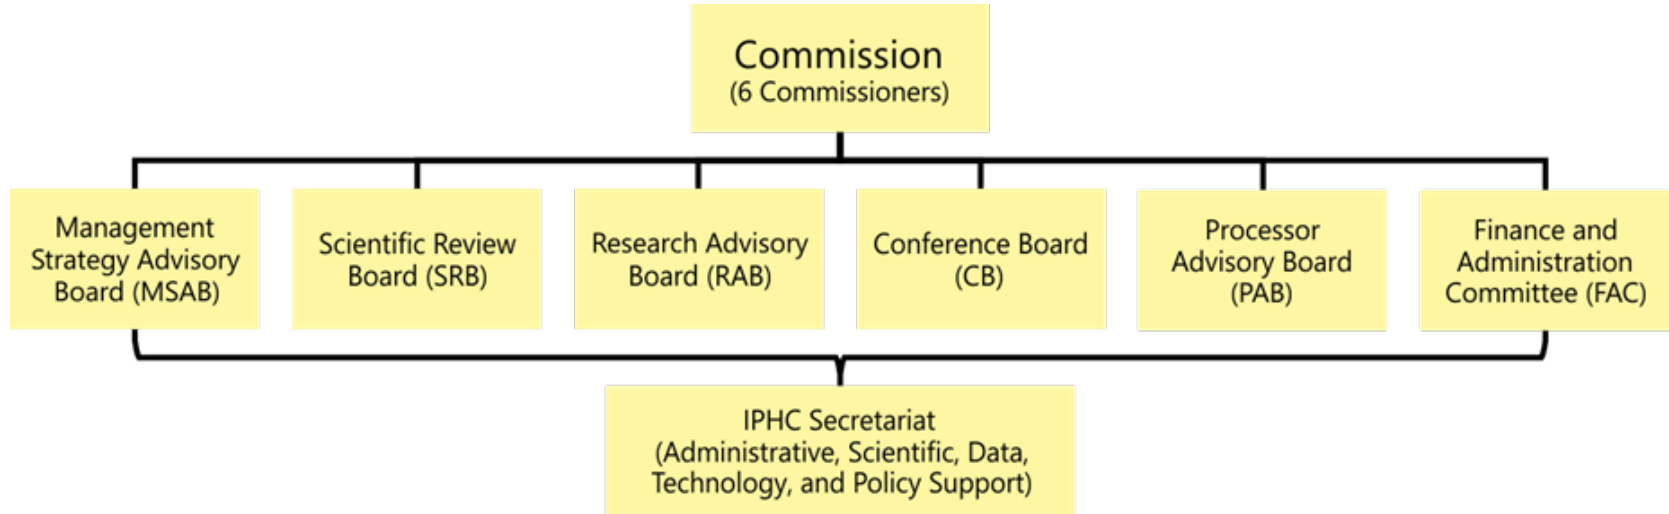 Commission
(6 Commissioners)
Management
Strategy Advisory
Board (MSAB)
Scientific Review
Board (SRB)
Research Advisory
Board (RAB)
Conference Board
(CB)
Processor
Advisory Board
(PAB)
Finance and
Administration
Committee (FAC)
IPHC Secretariat
(Administrative, Scientific, Data,
Technology, and Policy Support)